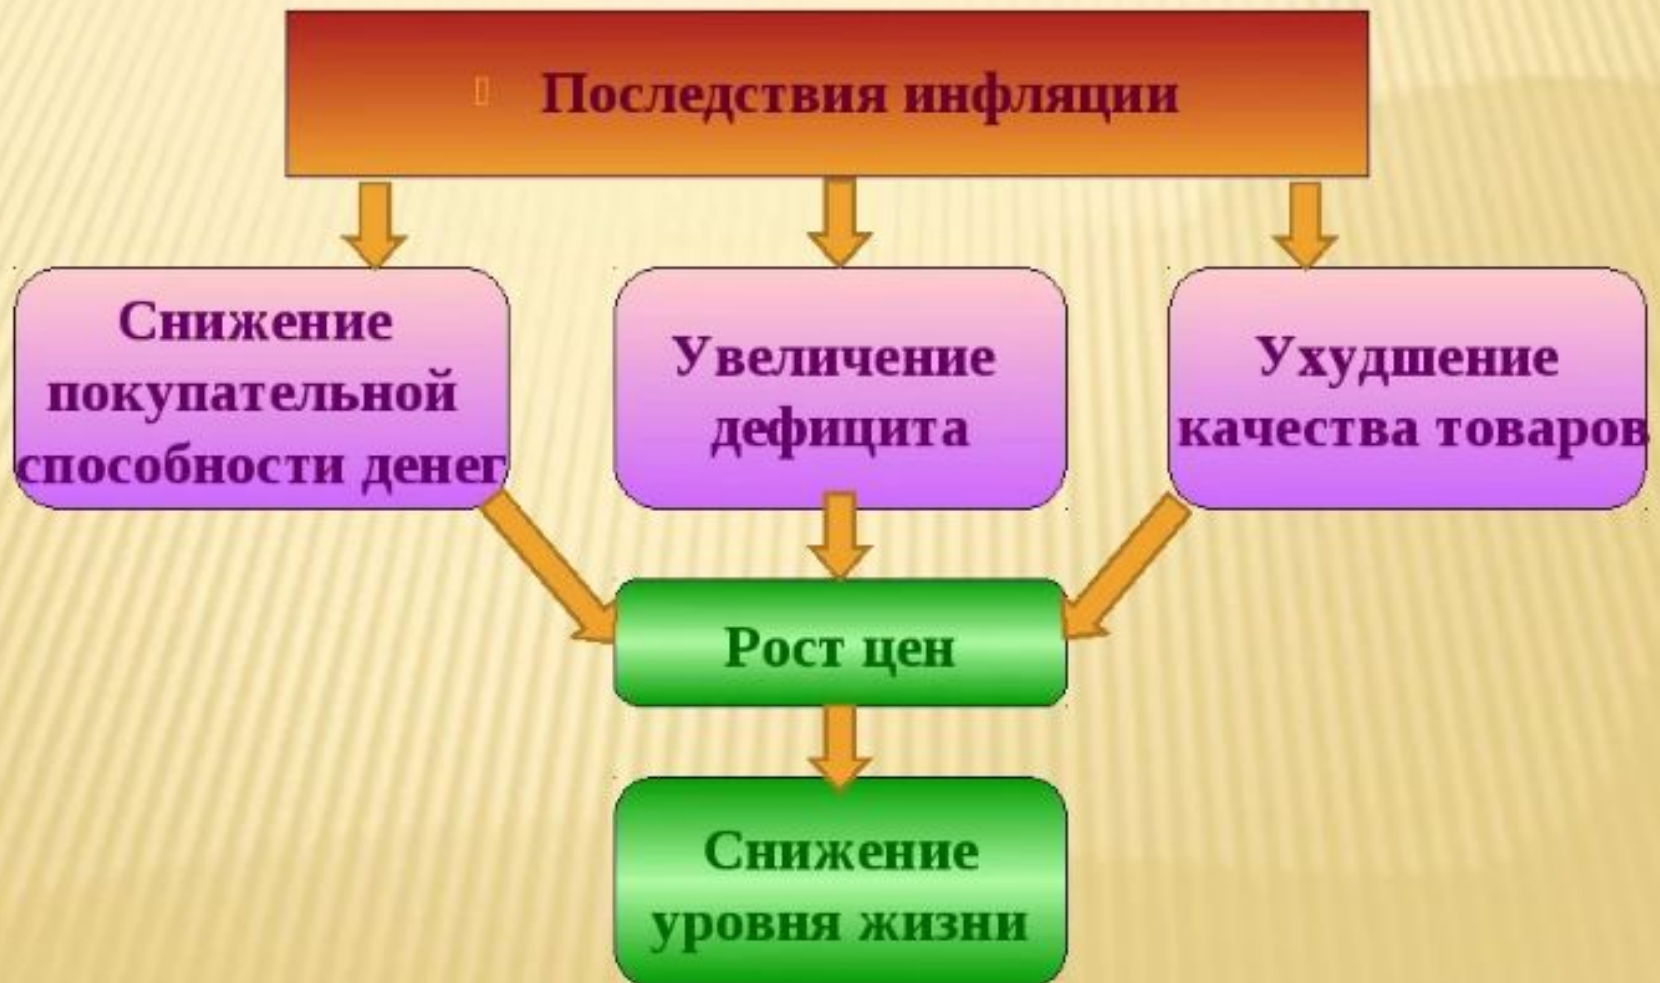 Последствия инфляции
Снижение
покупательной
способности денег
Увеличение
дефицита
Ухудшение
качества товаров
Рост цен
Снижение
уровня жизни